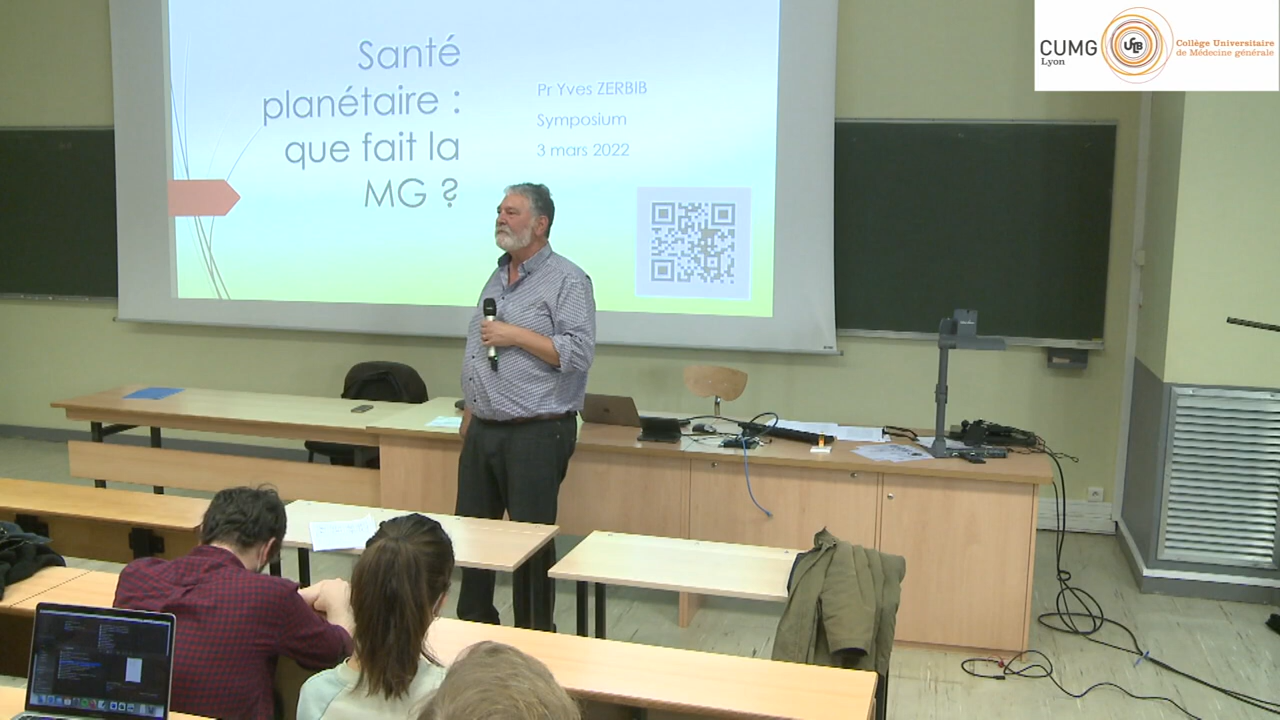 Santé
planétaire :
que fait la
MG ?
Pr Yves ZERBIB
Symposium
3 mars 2022
CUMG
Lyon
UCLB
Collège Universitaire
de Médecine générale